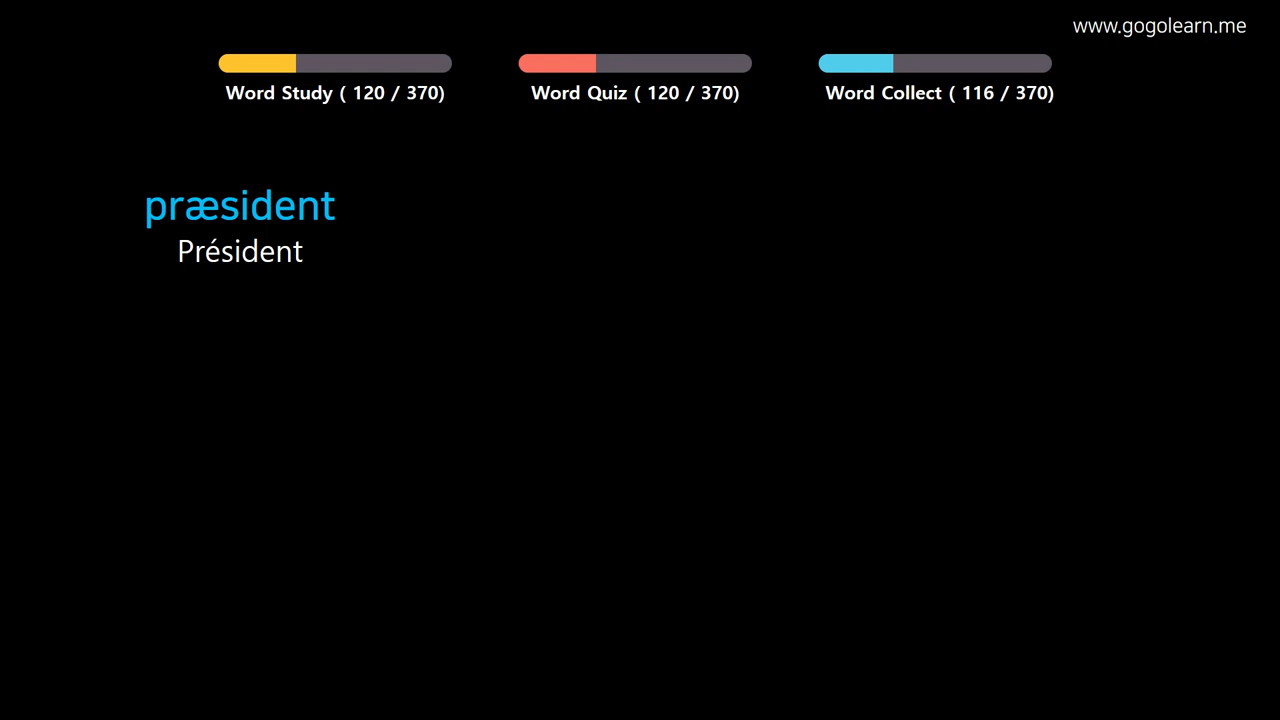 www.gogolearn.me
Word Study ( 120 / 370)
Word Quiz ( 120 / 370)
Word Collect ( 116 / 370)
præsident
Président